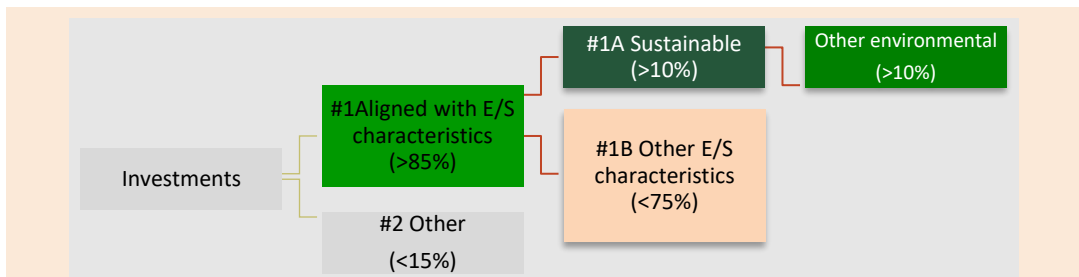 Investments
#1Aligned with E/S
characteristics
(>85%)
#2 Other
(<15%)
#1A Sustainable
(>10%)
#1B Other E/S
characteristics
(<75%)
Other environmental
(>10%)